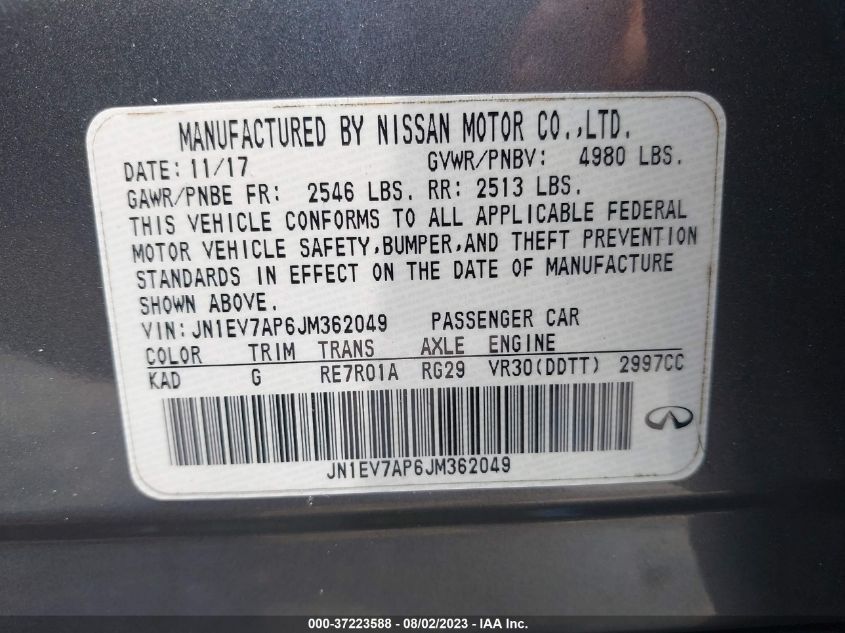 MANUFACTURED BY NISSAN MOTOR CO.,LTD.
DATE: 11/17 GVWR/PNBV: 4980 LBS.
GAWR/PNBE FR: 2546 LBS. RR: 2513 LBS.
THIS VEHICLE CONFORMS TO ALL APPLICABLE FEDERAL
MOTOR VEHICLE SAFETY,BUMPER,AND THEFT PREVENTION
STANDARDS IN EFFECT ON THE DATE OF MANUFACTURE
SHOWN ABOVE.
VIN: JN1EV7AP6JM362049 PASSENGER CAR
COLOR TRIM TRANS AXLE ENGINE
KAD G RE7R01A RG29 VR30(DDTT) 2997CC
JN1EV7AP6JM362049
000-37223588 - 08/02/2023 - IAA Inc.